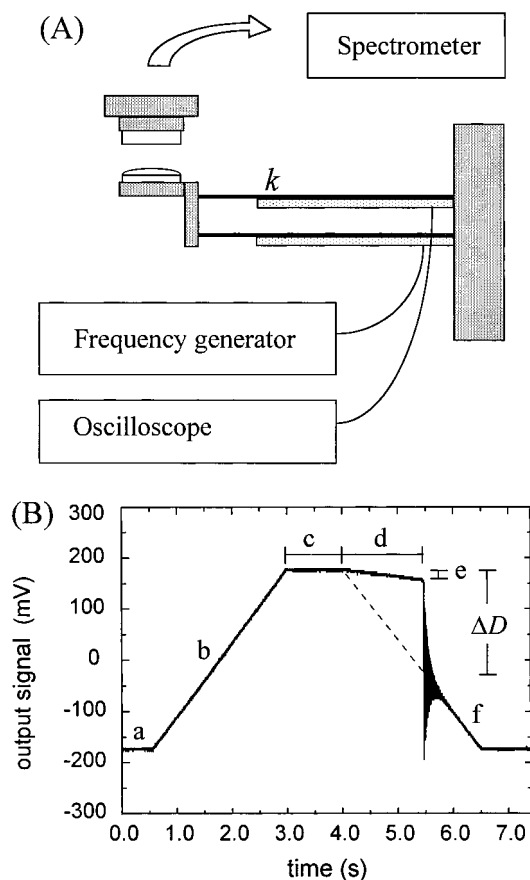 (A)
Spectrometer
k
Frequency generator
Oscilloscope
(B)
300
200
100
0
-100
-200
-300
output signal (mV)
a
b
c
d
e
ΔD
f
0.0 1.0 2.0 3.0 4.0 5.0 6.0 7.0
time (s)